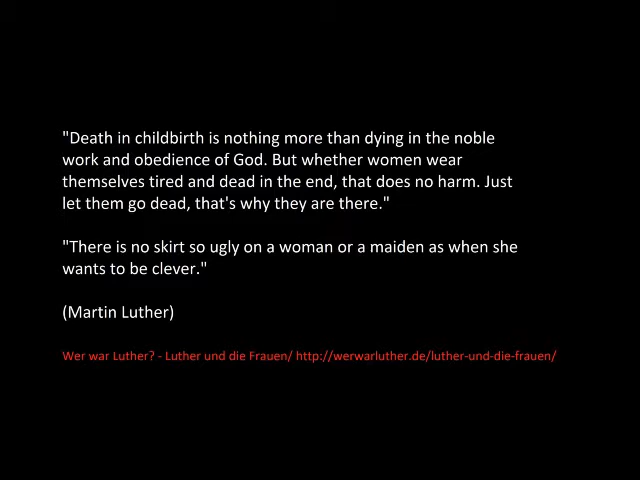 "Death in childbirth is nothing more than dying in the noble
work and obedience of God. But whether women wear
themselves tired and dead in the end, that does no harm. Just
let them go dead, that's why they are there."
"There is no skirt so ugly on a woman or a maiden as when she
wants to be clever."
(Martin Luther)
Wer war Luther? - Luther und die Frauen/ http://werwarluther.de/luther-und-die-frauen/